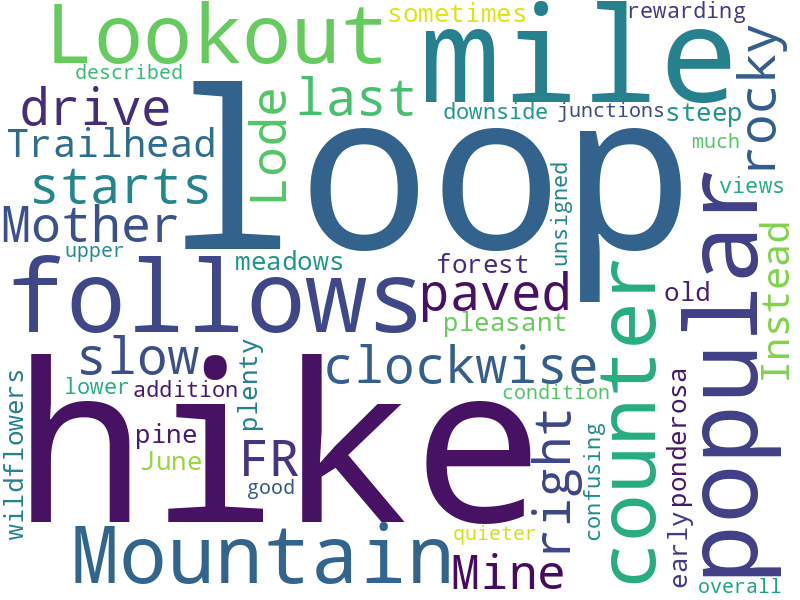 Lookout
sometimes
mile
rewarding
described
drive
loop
Lode
last
downside
junctions
steep
rocky
Trailhead
much
starts
views
Mother
unsigned
popular
Instead
upper
meadows
forest
follows
paved
old
counter
pleasant
slow
clockwise
plenty
lower
addition
condition
wildflowers
hike
pine
June
FR
good
right
confusing
early
ponderosa
Mountain
quieter
Mine
overall